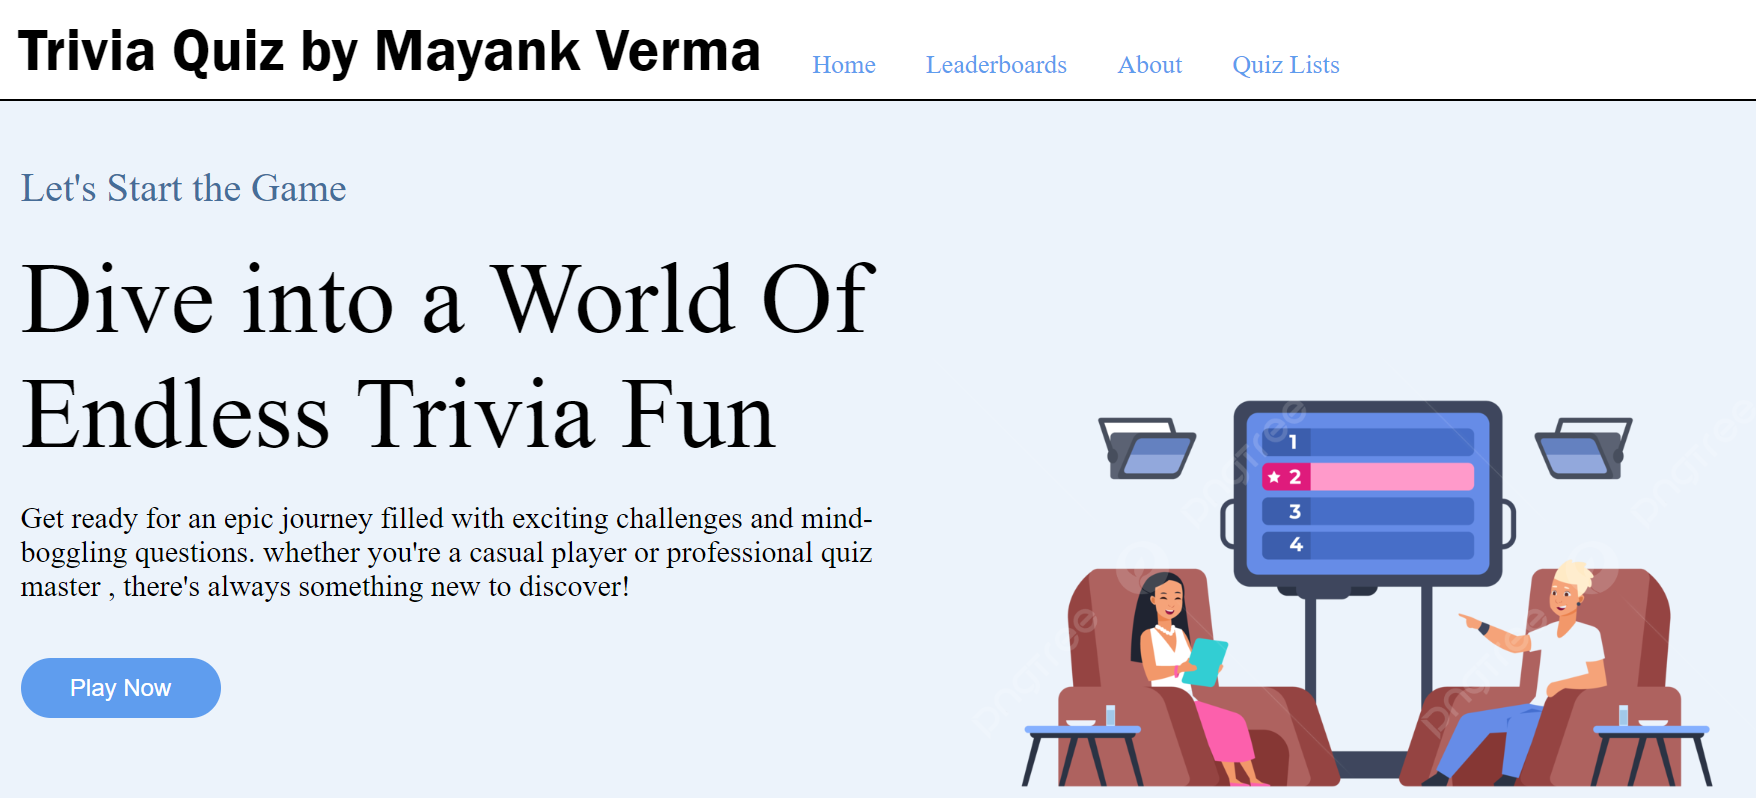 Trivia Quiz by Mayank Verma
Home
Leaderboards
About
Quiz Lists
Let's Start the Game
Dive into a World Of
Endless Trivia Fun
Get ready for an epic journey filled with exciting challenges and mind-
boggling questions. whether you're a casual player or professional quiz
master , there's always something new to discover!
Play Now
1
2
3
4
pngtree
pngtree
pngtree
pngtree